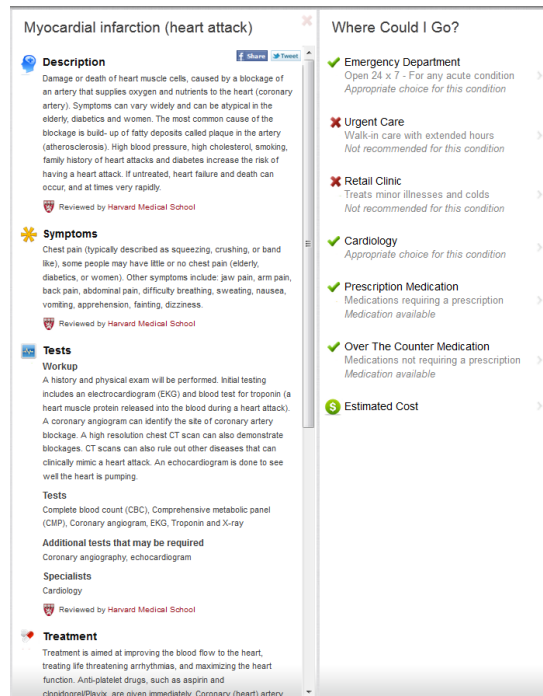 Myocardial infarction (heart attack)
Description
Share
Tweet
Damage or death of heart muscle cells, caused by a blockage of
an artery that supplies oxygen and nutrients to the heart (coronary
artery). Symptoms can vary widely and can be atypical in the
elderly, diabetics and women. The most common cause of the
blockage is build- up of fatty deposits called plaque in the artery
(atherosclerosis). High blood pressure, high cholesterol, smoking,
family history of heart attacks and diabetes increase the risk of
having a heart attack. If untreated, heart failure and death can
occur, and at times very rapidly.
Reviewed by Harvard Medical School
Symptoms
Chest pain (typically described as squeezing, crushing, or band
like), some people may have little or no chest pain (elderly,
diabetics, or women). Other symptoms include: jaw pain, arm pain,
back pain, abdominal pain, difficulty breathing, sweating, nausea,
vomiting, apprehension, fainting, dizziness.
Reviewed by Harvard Medical School
Tests
Workup
A history and physical exam will be performed. Initial testing
includes an electrocardiogram (EKG) and blood test for troponin (a
heart muscle protein released into the blood during a heart attack).
A coronary angiogram can identify the site of coronary artery
blockage. A high resolution chest CT scan can also demonstrate
blockages. CT scans can also rule out other diseases that can
clinically mimic a heart attack. An echocardiogram is done to see
well the heart is pumping.
Tests
Complete blood count (CBC), Comprehensive metabolic panel
(CMP), Coronary angiogram, EKG, Troponin and X-ray
Additional tests that may be required
Coronary angiography, echocardiogram
Specialists
Cardiology
Reviewed by Harvard Medical School
Treatment
Treatment is aimed at improving the blood flow to the heart,
treating life threatening arrhythmias, and maximizing the heart
function. Anti-platelet drugs, such as aspirin and
clopidogrel/Plavix, are given immediately. Coronary (heart) artery
Where Could I Go?
Emergency Department
Open 24 x 7 - For any acute condition
Appropriate choice for this condition
Urgent Care
Walk-in care with extended hours
Not recommended for this condition
Retail Clinic
Treats minor illnesses and colds
Not recommended for this condition
Cardiology
Appropriate choice for this condition
Prescription Medication
Medications requiring a prescription
Medication available
Over The Counter Medication
Medications not requiring a prescription
Medication available
Estimated Cost